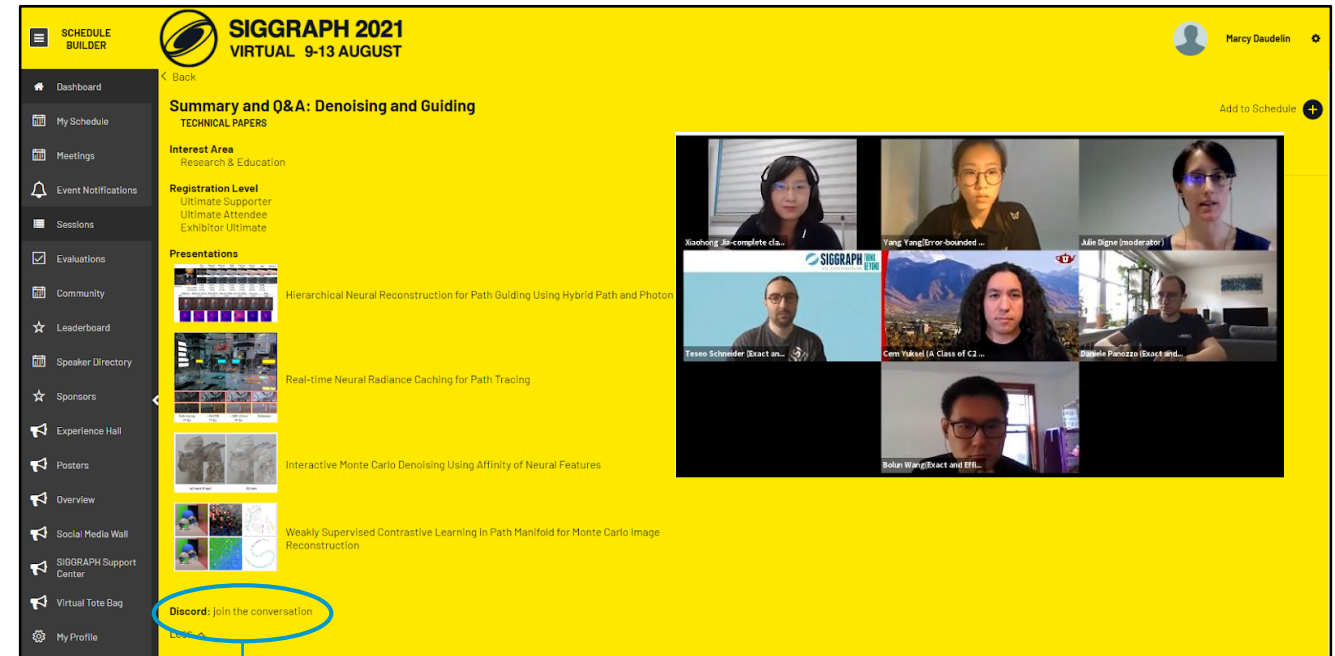 SCHEDULE
BUILDER
SIGGRAPH 2021
VIRTUAL 9-13 AUGUST
Marcy Daudelin
Back
Dashboard
My Schedule
Meetings
Event Notifications
Sessions
Evaluations
Community
Leaderboard
Speaker Directory
Sponsors
Experience Hall
Posters
Overview
Social Media Wall
SIGGRAPH Support
Center
Virtual Tote Bag
My Profile
Summary and Q&A: Denoising and Guiding
TECHNICAL PAPERS
Add to Schedule
Interest Area
Research & Education
Registration Level
Ultimate Supporter
Ultimate Attendee
Exhibitor Ultimate
Presentations
Hierarchical Neural Reconstruction for Path Guiding Using Hybrid Path and Photon
Real-time Neural Radiance Caching for Path Tracing
Interactive Monte Carlo Denoising Using Affinity of Neural Features
Weakly Supervised Contrastive Learning in Path Manifold for Monte Carlo Image
Reconstruction
Discord: join the conversation
Less
Xiaohong Jia-complete cla...
Yang Yang(Error-bounded ...
Julie Digne (moderator)
SIGGRAPH THINK
BEYOND
Teseo Schneider (Exact an...
Cem Yuksel (A Class of C2 ...
Daniele Panozzo (Exact and...
Bolun Wang(Exact and Effi...